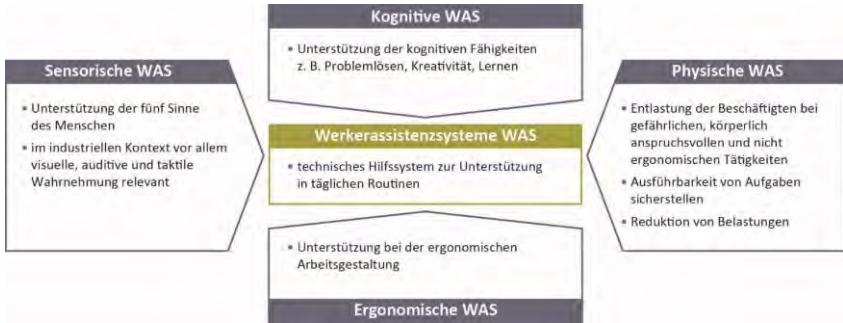 Kognitive WAS
▪ Unterstützung der kognitiven Fähigkeiten
z. B. Problemlösen, Kreativität, Lernen
Sensorische WAS
▪ Unterstützung der fünf Sinne
des Menschen
▪ im industriellen Kontext vor allem
visuelle, auditive und taktile
Wahrnehmung relevant
Werkerassistenzsysteme WAS
▪ technisches Hilfssystem zur Unterstützung
in täglichen Routinen
Physische WAS
▪ Entlastung der Beschäftigten bei
gefährlichen, körperlich
anspruchsvollen und nicht
ergonomischen Tätigkeiten
▪ Ausführbarkeit von Aufgaben
sicherstellen
▪ Reduktion von Belastungen
▪ Unterstützung bei der ergonomischen
Arbeitsgestaltung
Ergonomische WAS